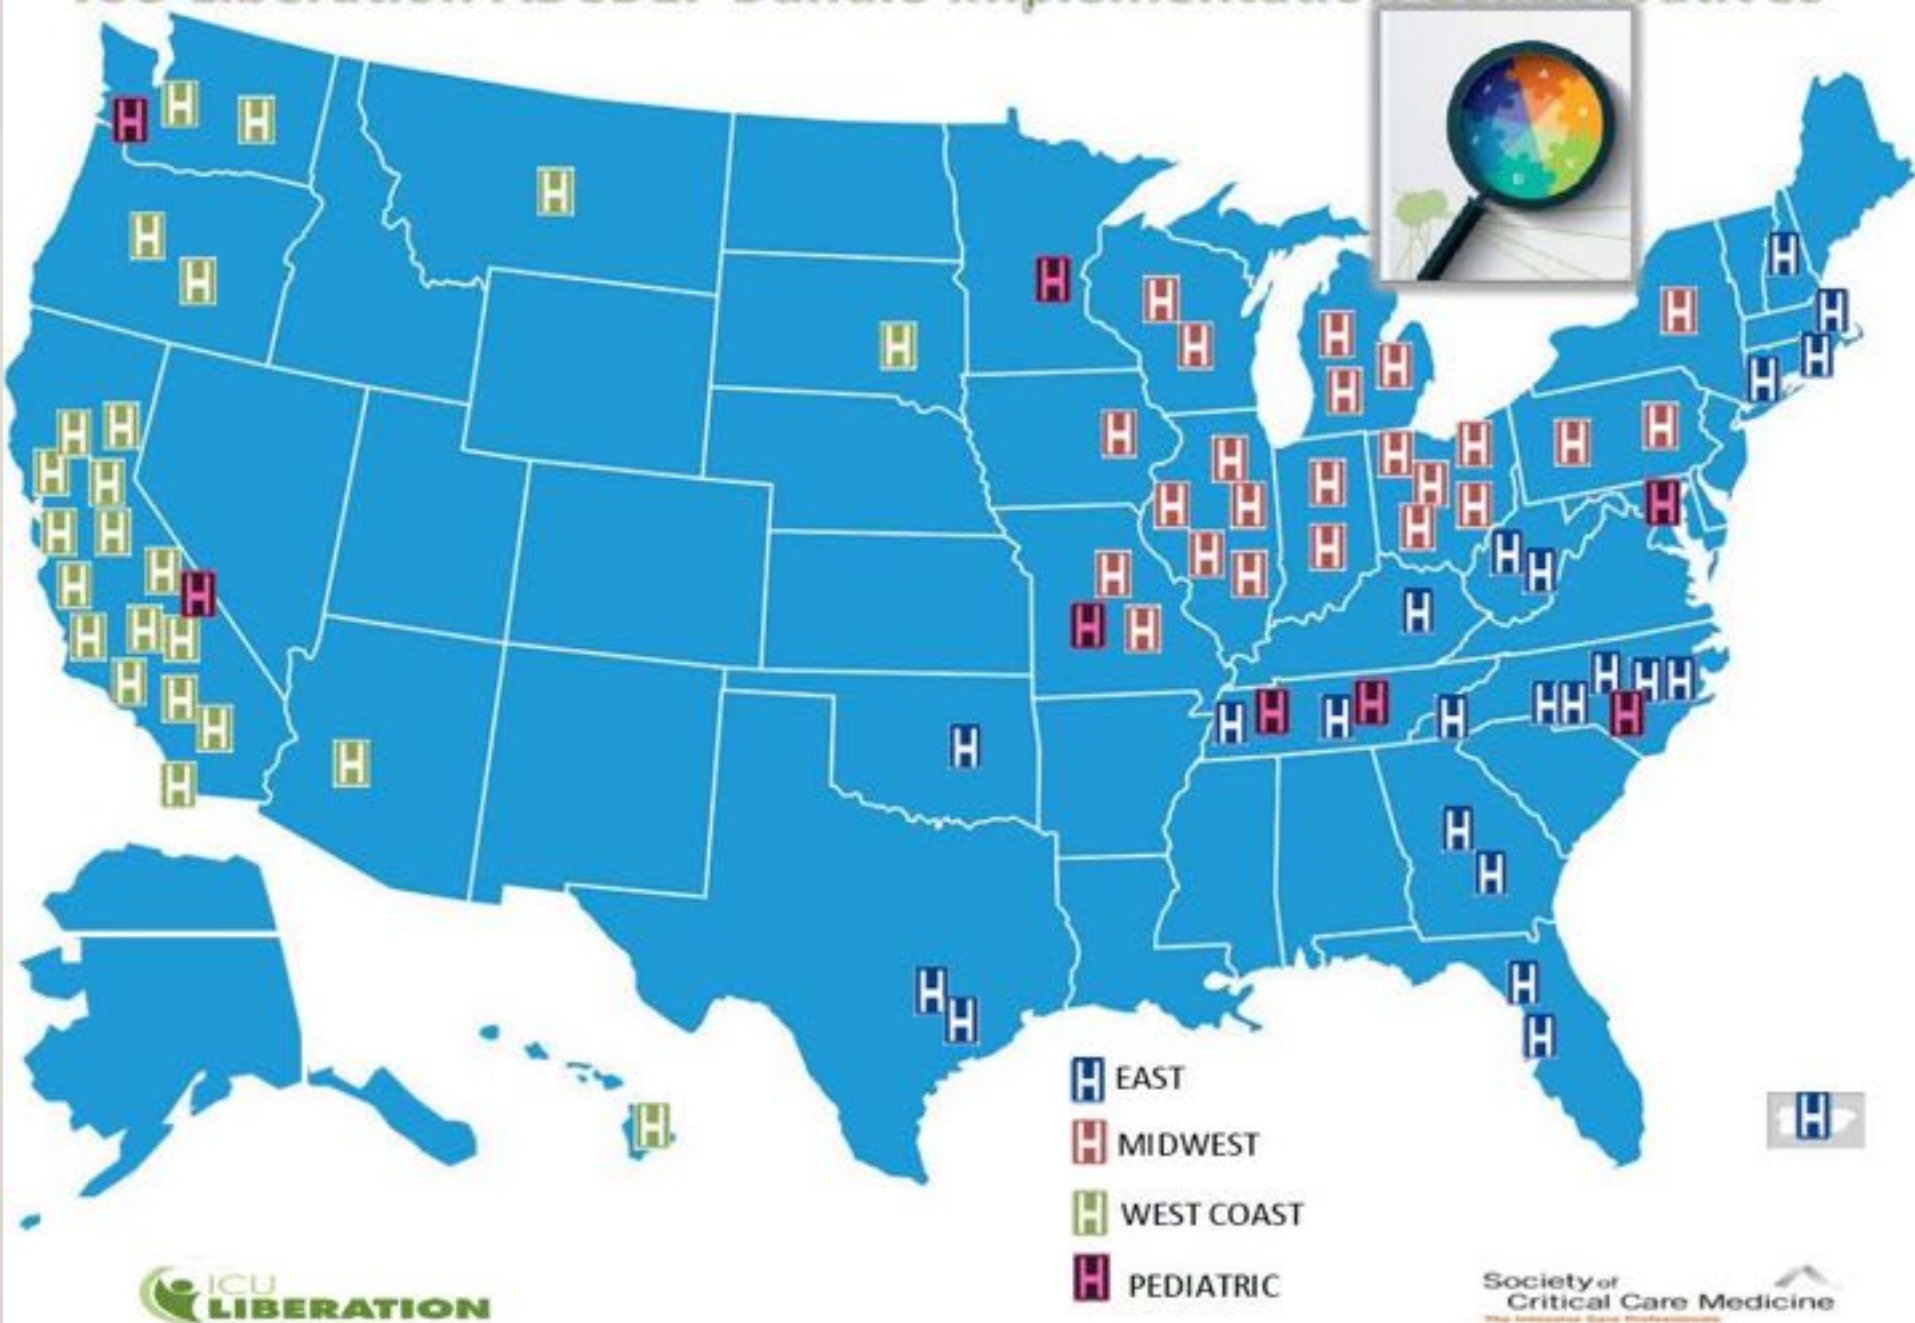 EAST
MIDWEST
WEST COAST
PEDIATRIC
ICU
LIBERATION
Society of
Critical Care Medicine